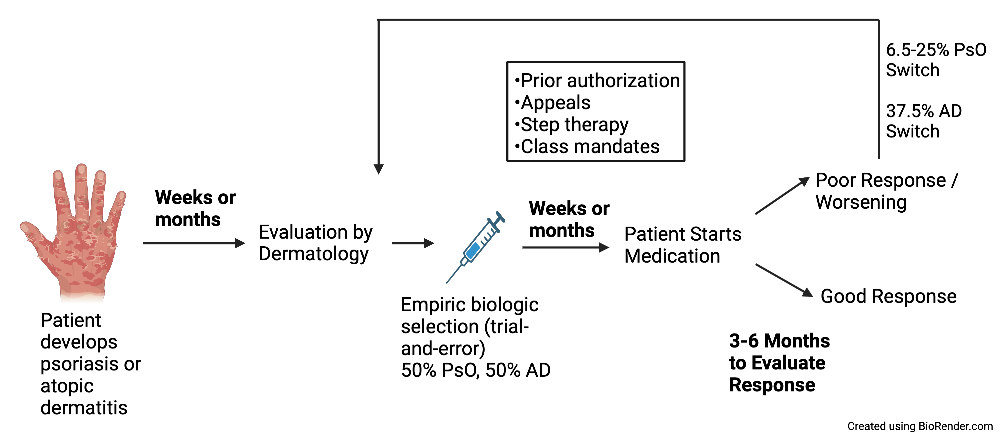 Patient
develops
psoriasis or
atopic
dermatitis
Weeks or
months
Evaluation by
Dermatology
Empiric biologic
selection (trial-
and-error)
50% PsO, 50% AD
•Prior authorization
•Appeals
•Step therapy
•Class mandates
Weeks or
months
Patient Starts
Medication
Poor Response /
Worsening
6.5-25% PsO
Switch
37.5% AD
Switch
Good Response
3-6 Months
to Evaluate
Response
Created using BioRender.com